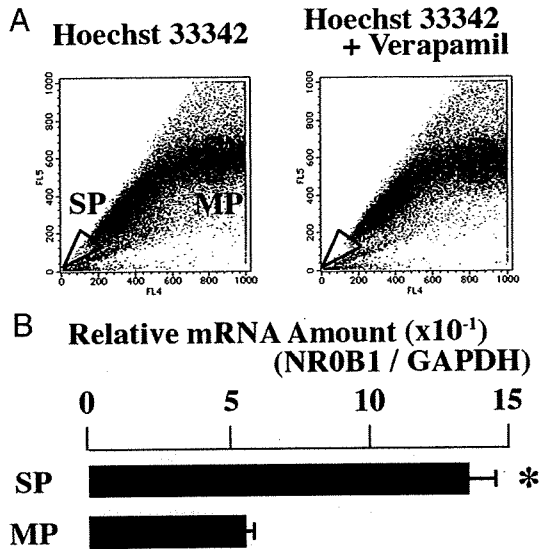 A
Hoechst 33342
Hoechst 33342
+ Verapamil
1000
800
600
400
200
0
FL5
SP
MP
0 200 400 600 800 1000
FL4
1000
800
600
400
200
0
FL5
0 200 400 600 800 1000
FL4
B
Relative mRNA Amount (x10⁻¹)
(NR0B1 / GAPDH)
0 5 10 15
SP
*
MP